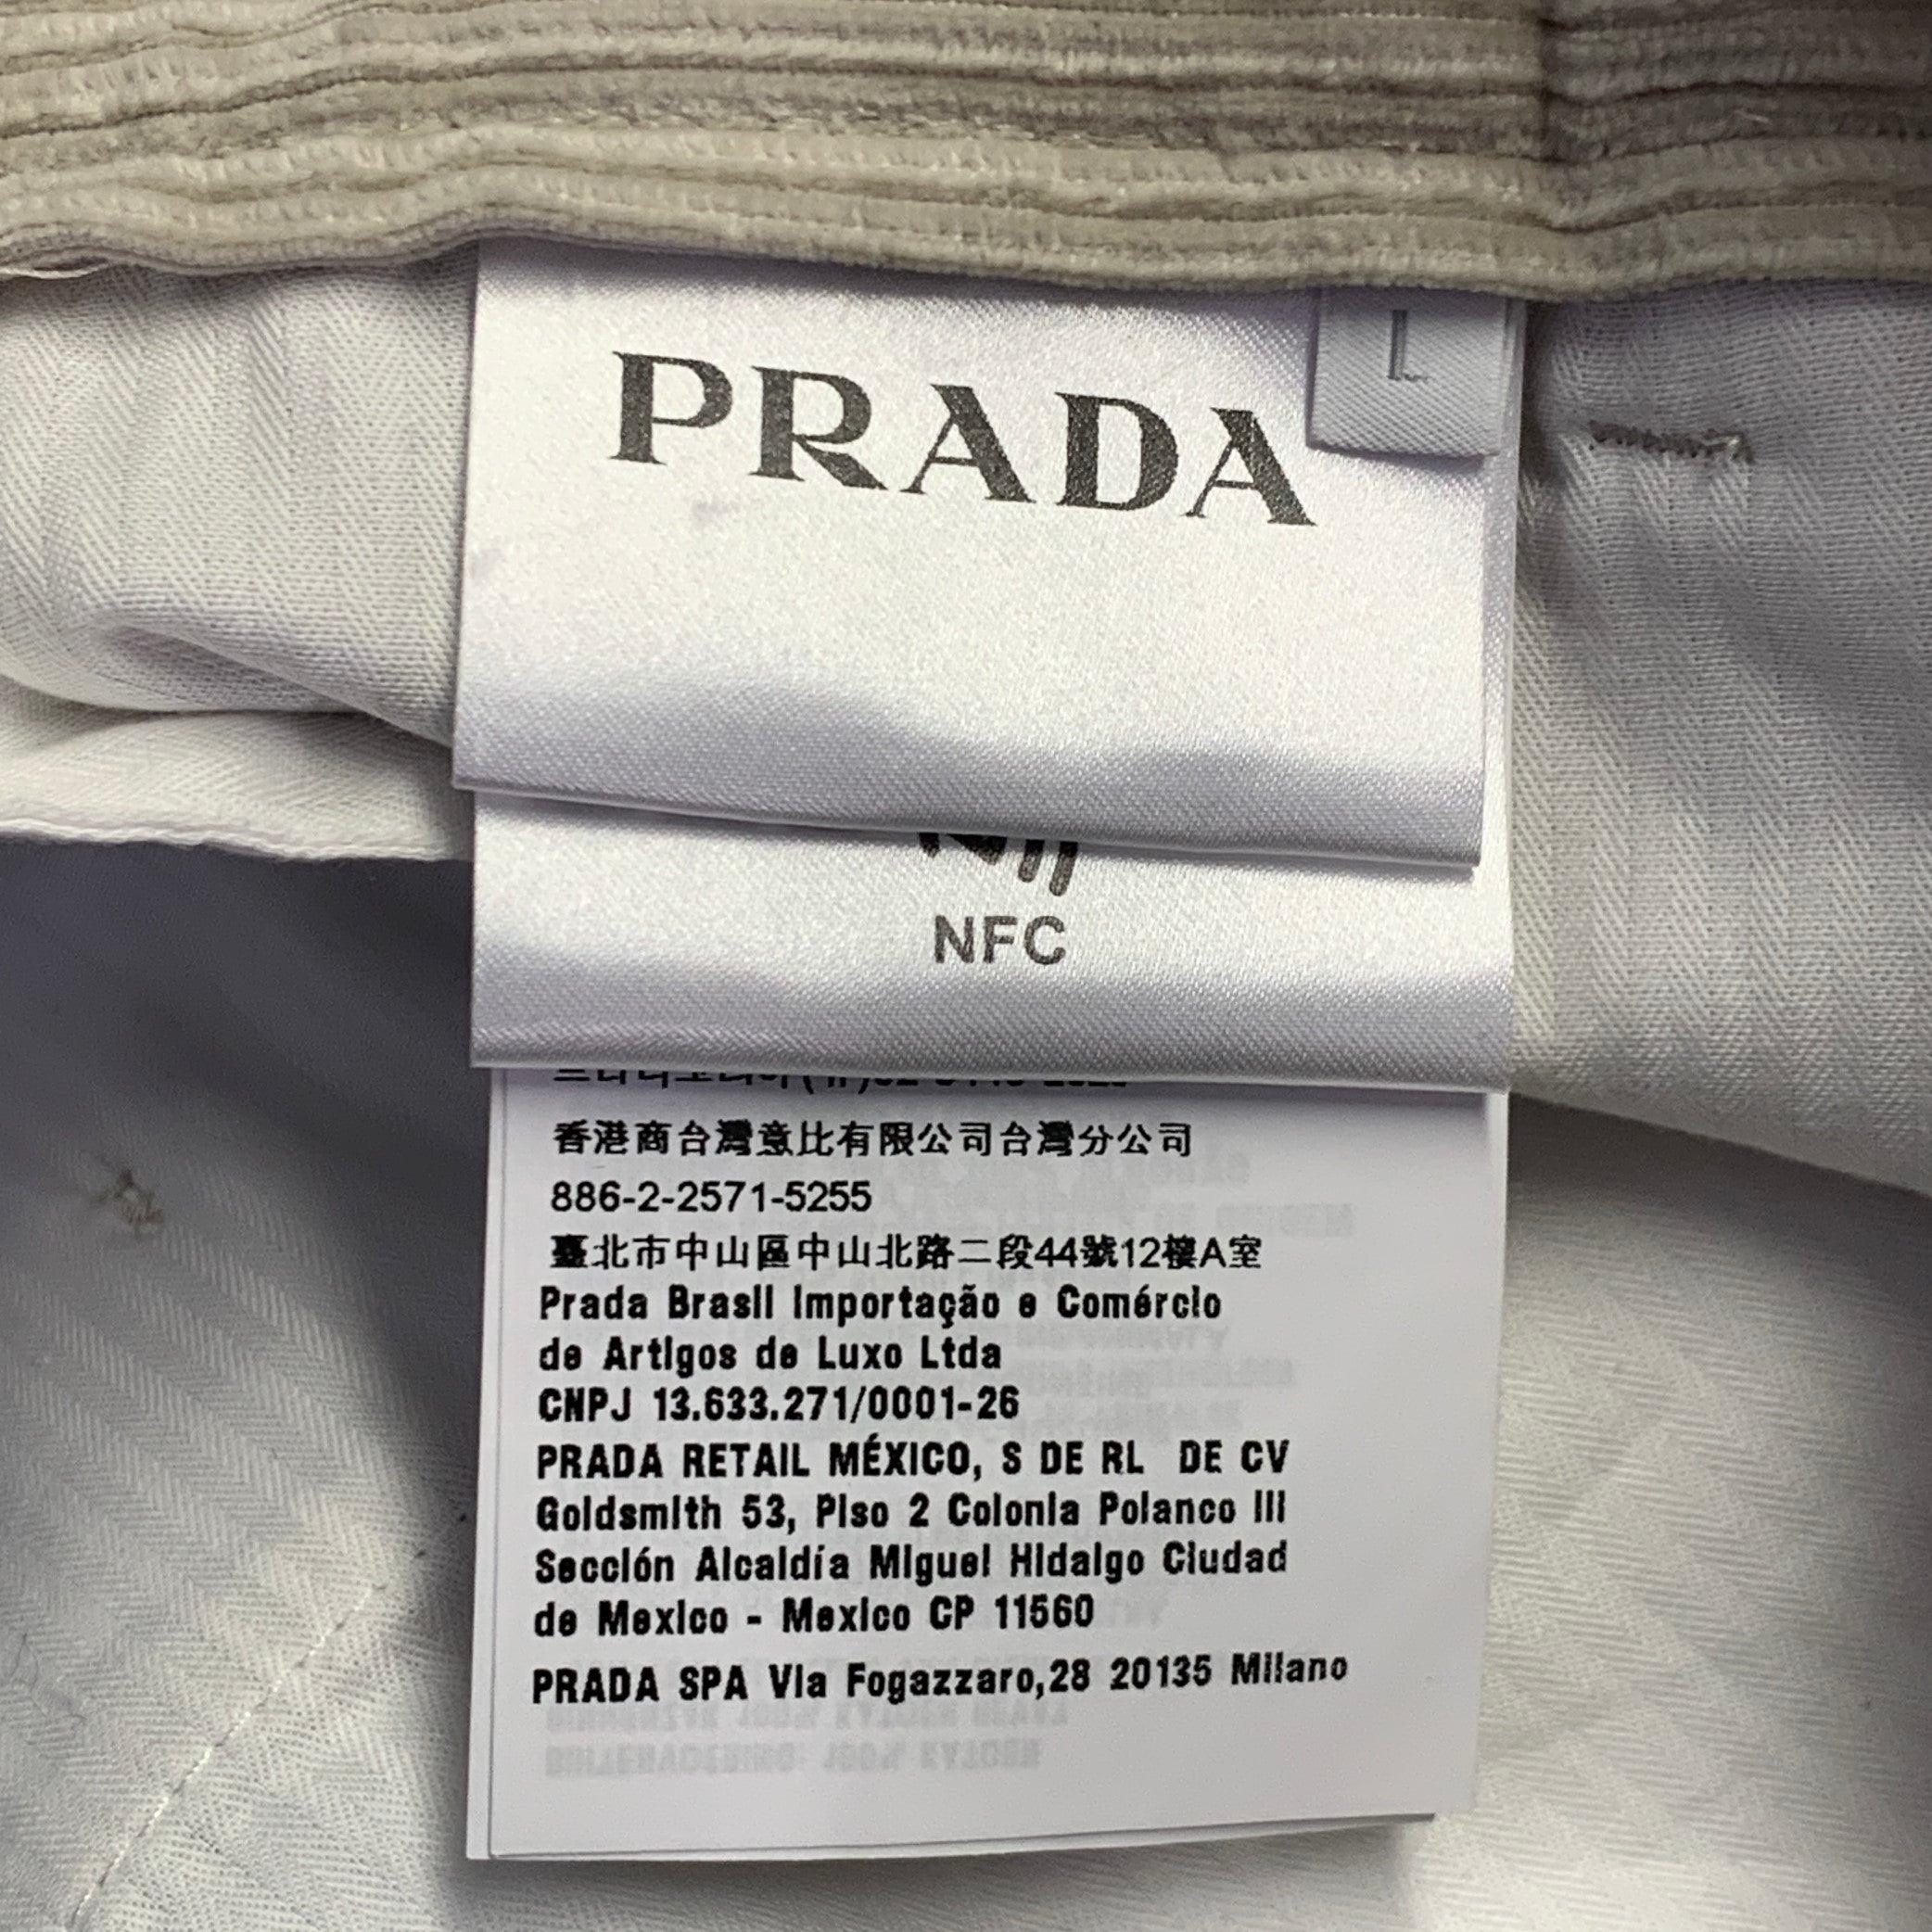 PRADA
L
NFC
香港商台灣意比有限公司台灣分公司
886-2-2571-5255
臺北市中山區中山北路二段44號12樓A室
Prada Brasil Importação e Comércio
de Artigos de Luxo Ltda
CNPJ 13.633.271/0001-26
PRADA RETAIL MÉXICO, S DE RL DE CV
Goldsmith 53, Piso 2 Colonia Polanco III
Sección Alcaldía Miguel Hidalgo Ciudad
de Mexico - Mexico CP 11560
PRADA SPA Via Fogazzaro,28 20135 Milano